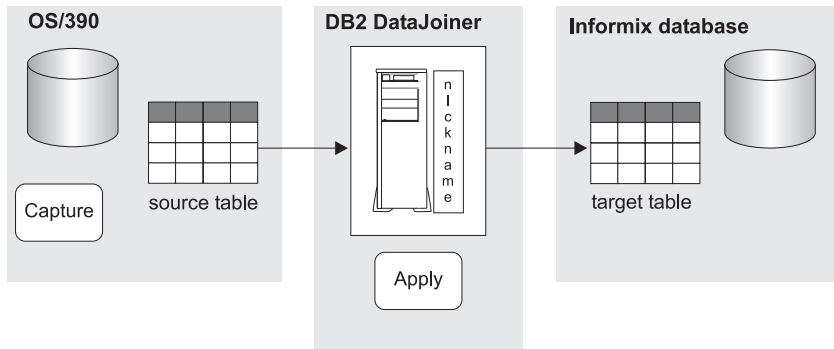 OS/390
DB2 DataJoiner
Informix database
n
I
c
k
n
a
m
e
Capture
source table
target table
Apply